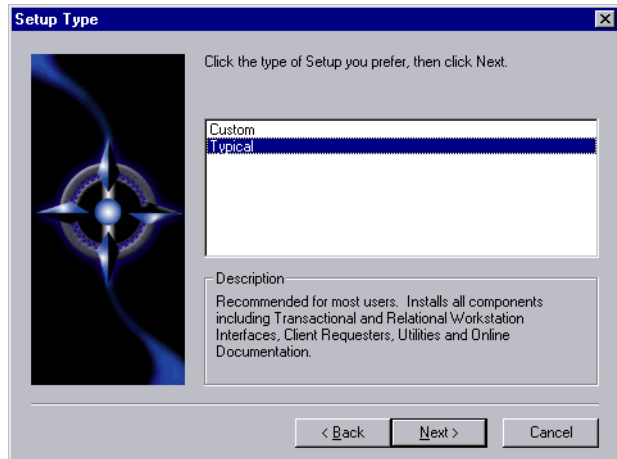 Setup Type
Click the type of Setup you prefer, then click Next.
Custom
Typical
Description
Recommended for most users.  Installs all components
including Transactional and Relational Workstation
Interfaces, Client Requesters, Utilities and Online
Documentation.
< Back
Next >
Cancel